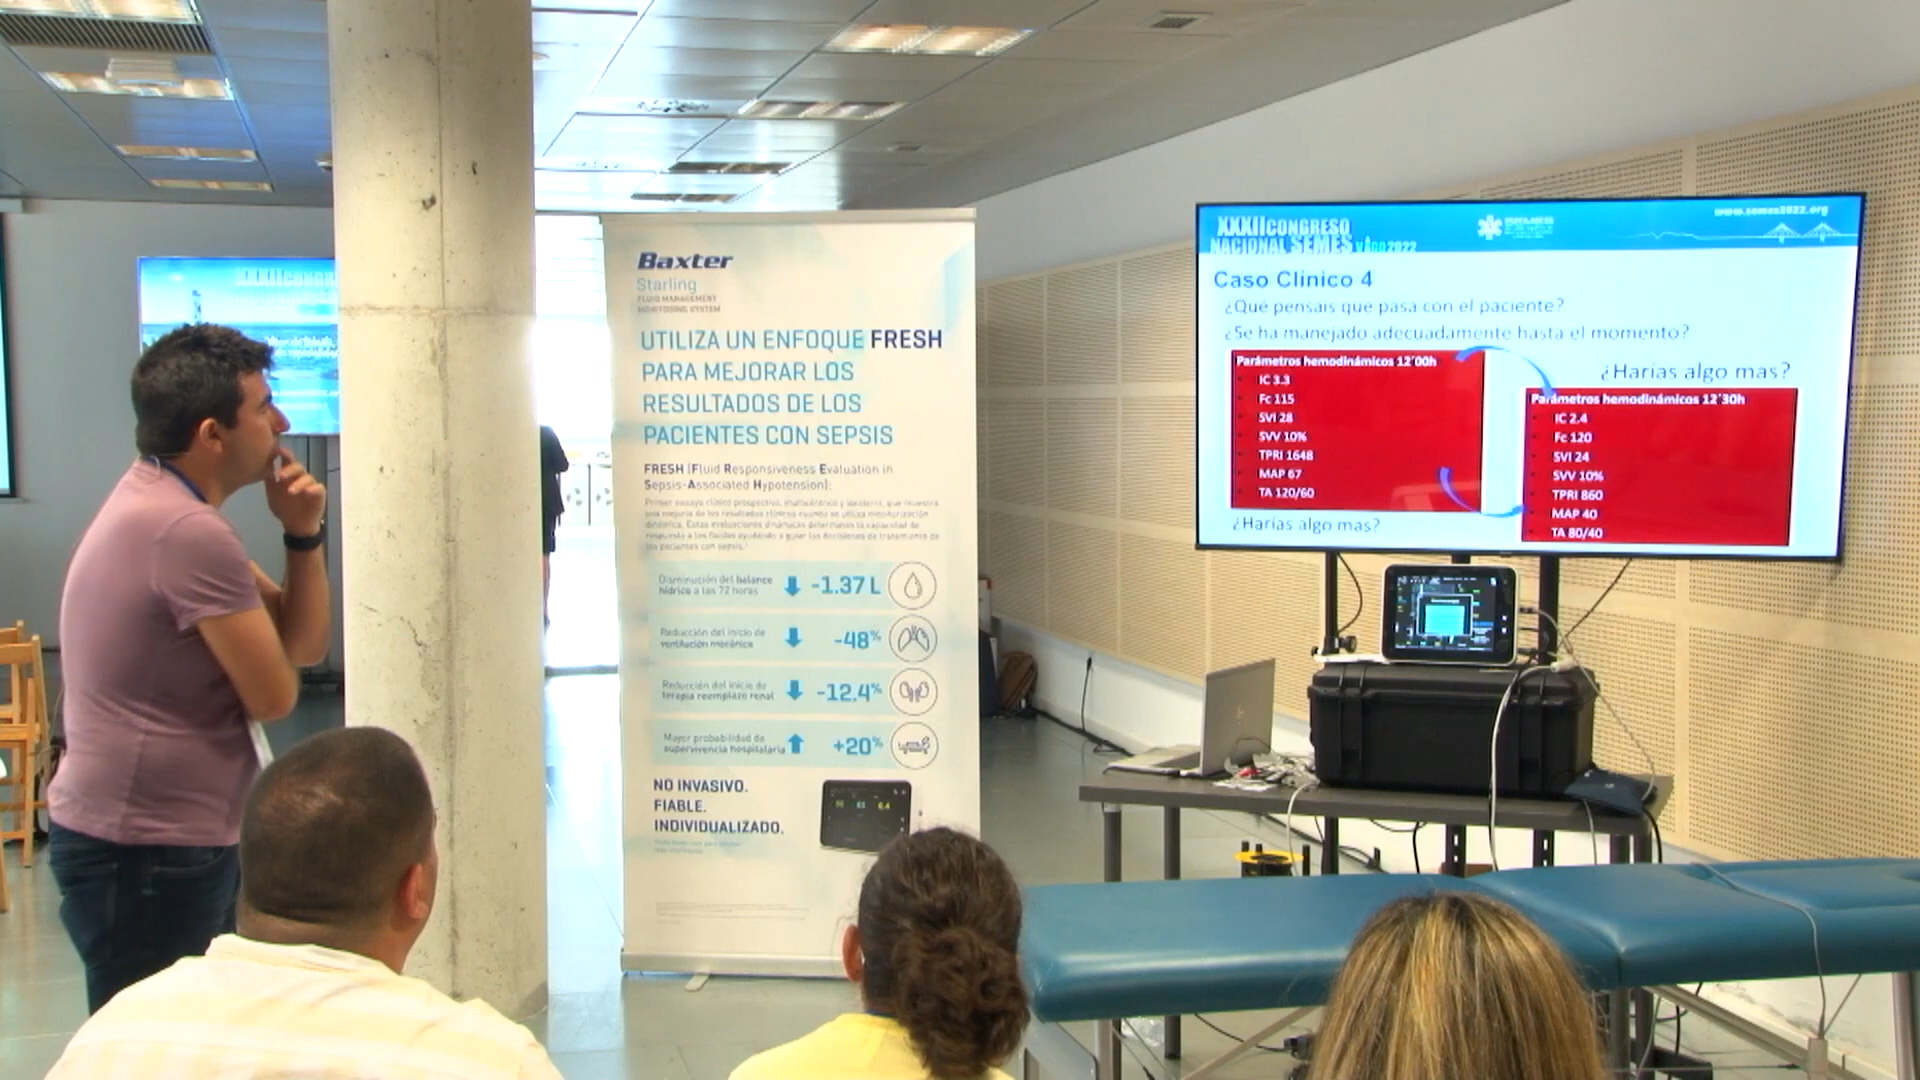 Baxter
Starling
FLUID MANAGEMENT
MONITORING SYSTEM
UTILIZA UN ENFOQUE FRESH
PARA MEJORAR LOS
RESULTADOS DE LOS
PACIENTES CON SEPSIS
FRESH (Fluid Responsiveness Evaluation in
Sepsis-Associated Hypotension):
Disminución del balance
hídrico a las 72 horas
-1.37 L
Reducción del inicio de
ventilación mecánica
-48%
Reducción del inicio de
terapia reemplazo renal
-12.4%
Mayor probabilidad de
supervivencia hospitalaria
+20%
NO INVASIVO.
FIABLE.
INDIVIDUALIZADO.
XXXII CONGRESO
NACIONAL SEMES VIGO 2022
www.semes2022.org
Caso Clínico 4
¿Qué pensais que pasa con el paciente?
¿Se ha manejado adecuadamente hasta el momento?
Parámetros hemodinámicos 12´00h
IC 3.3
Fc 115
SVI 28
SVV 10%
TPRI 1648
MAP 67
TA 120/60
¿Harías algo mas?
¿Harías algo mas?
Parámetros hemodinámicos 12´30h
IC 2.4
Fc 120
SVI 24
SVV 10%
TPRI 860
MAP 40
TA 80/40